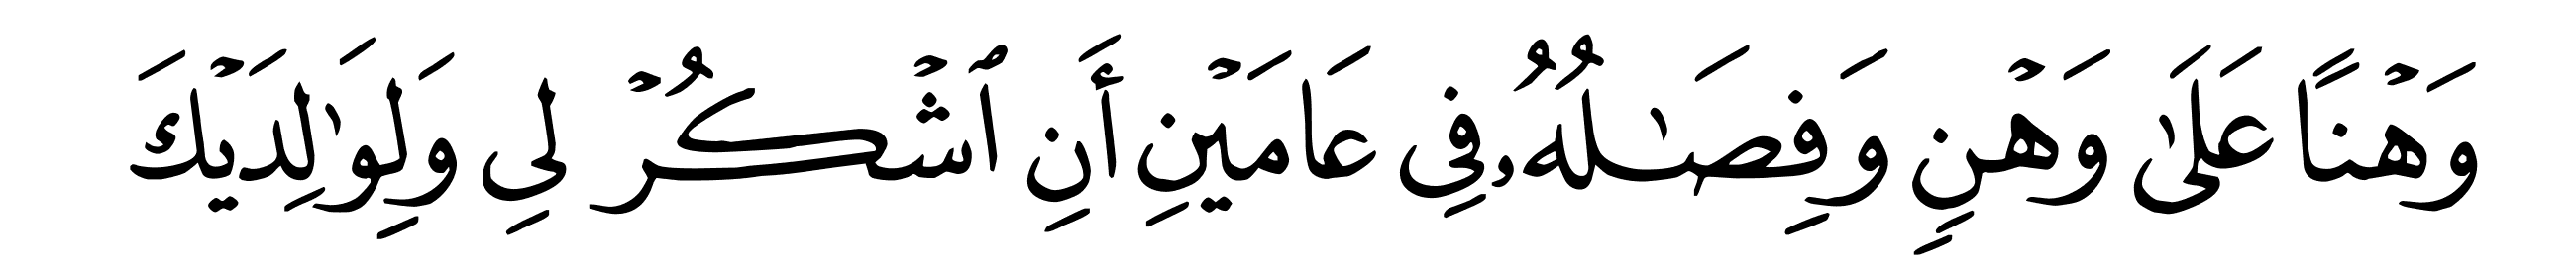 وَهۡنًا عَلَىٰ وَهۡنٍ وَفِصَٰلُهُۥ فِي عَامَيۡنِ أَنِ ٱشۡكُرۡ لِي وَلِوَٰلِدَيۡكَ